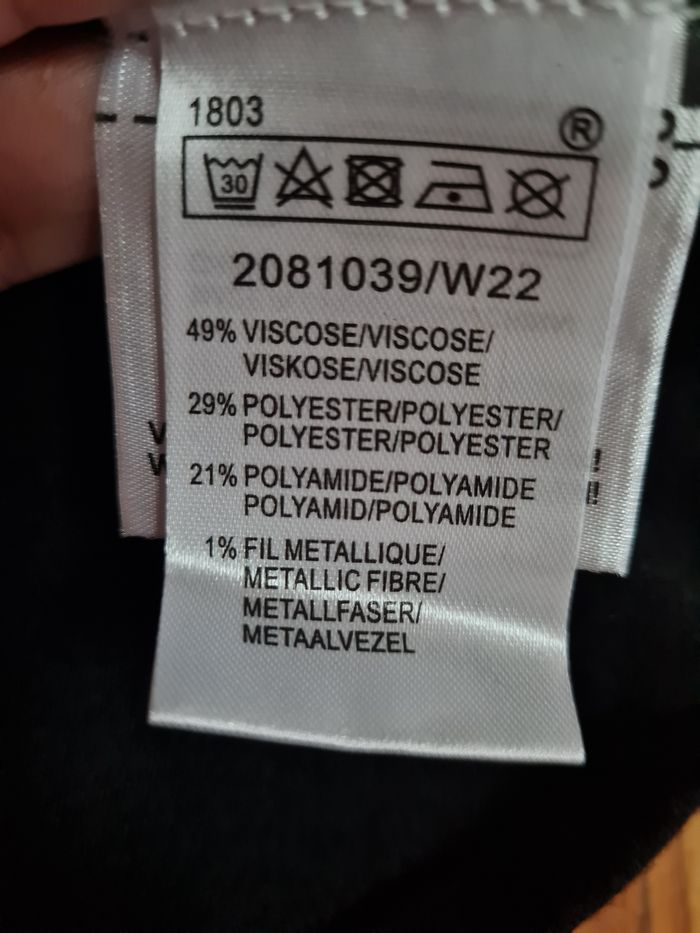 1803
®
30
2081039/W22
49% VISCOSE/VISCOSE/
VISKOSE/VISCOSE
29% POLYESTER/POLYESTER/
POLYESTER/POLYESTER
21% POLYAMIDE/POLYAMIDE
POLYAMID/POLYAMIDE
1% FIL METALLIQUE/
METALLIC FIBRE/
METALLFASER/
METAALVEZEL